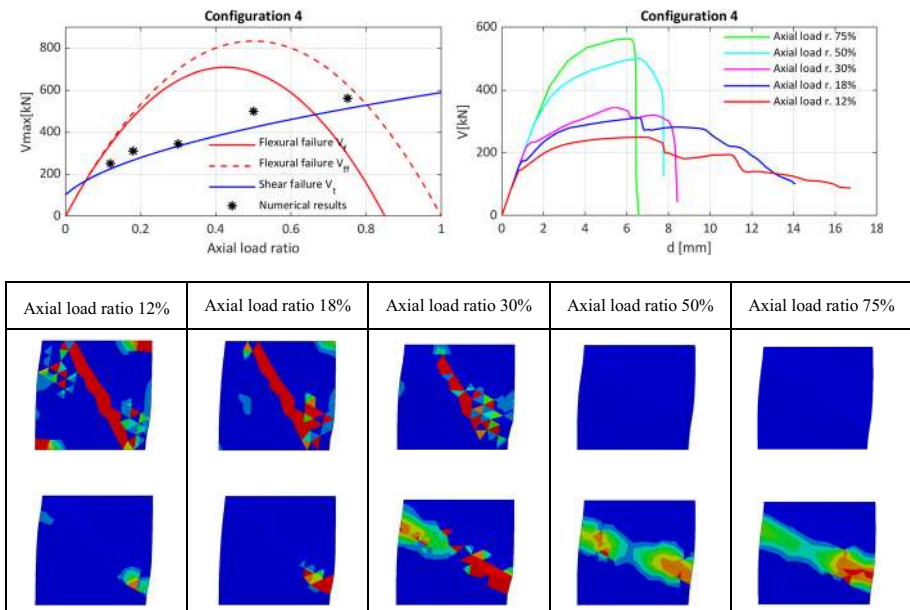 Configuration 4
800
600
400
200
0
Vmax[kN]
0
0.2
0.4
0.6
0.8
1
Axial load ratio
Flexural failure V_f
Flexural failure V_ff
Shear failure V_t
Numerical results
Configuration 4
600
400
200
0
V[kN]
0
2
4
6
8
10
12
14
16
18
d [mm]
Axial load r. 75%
Axial load r. 50%
Axial load r. 30%
Axial load r. 18%
Axial load r. 12%
Axial load ratio 12%
Axial load ratio 18%
Axial load ratio 30%
Axial load ratio 50%
Axial load ratio 75%